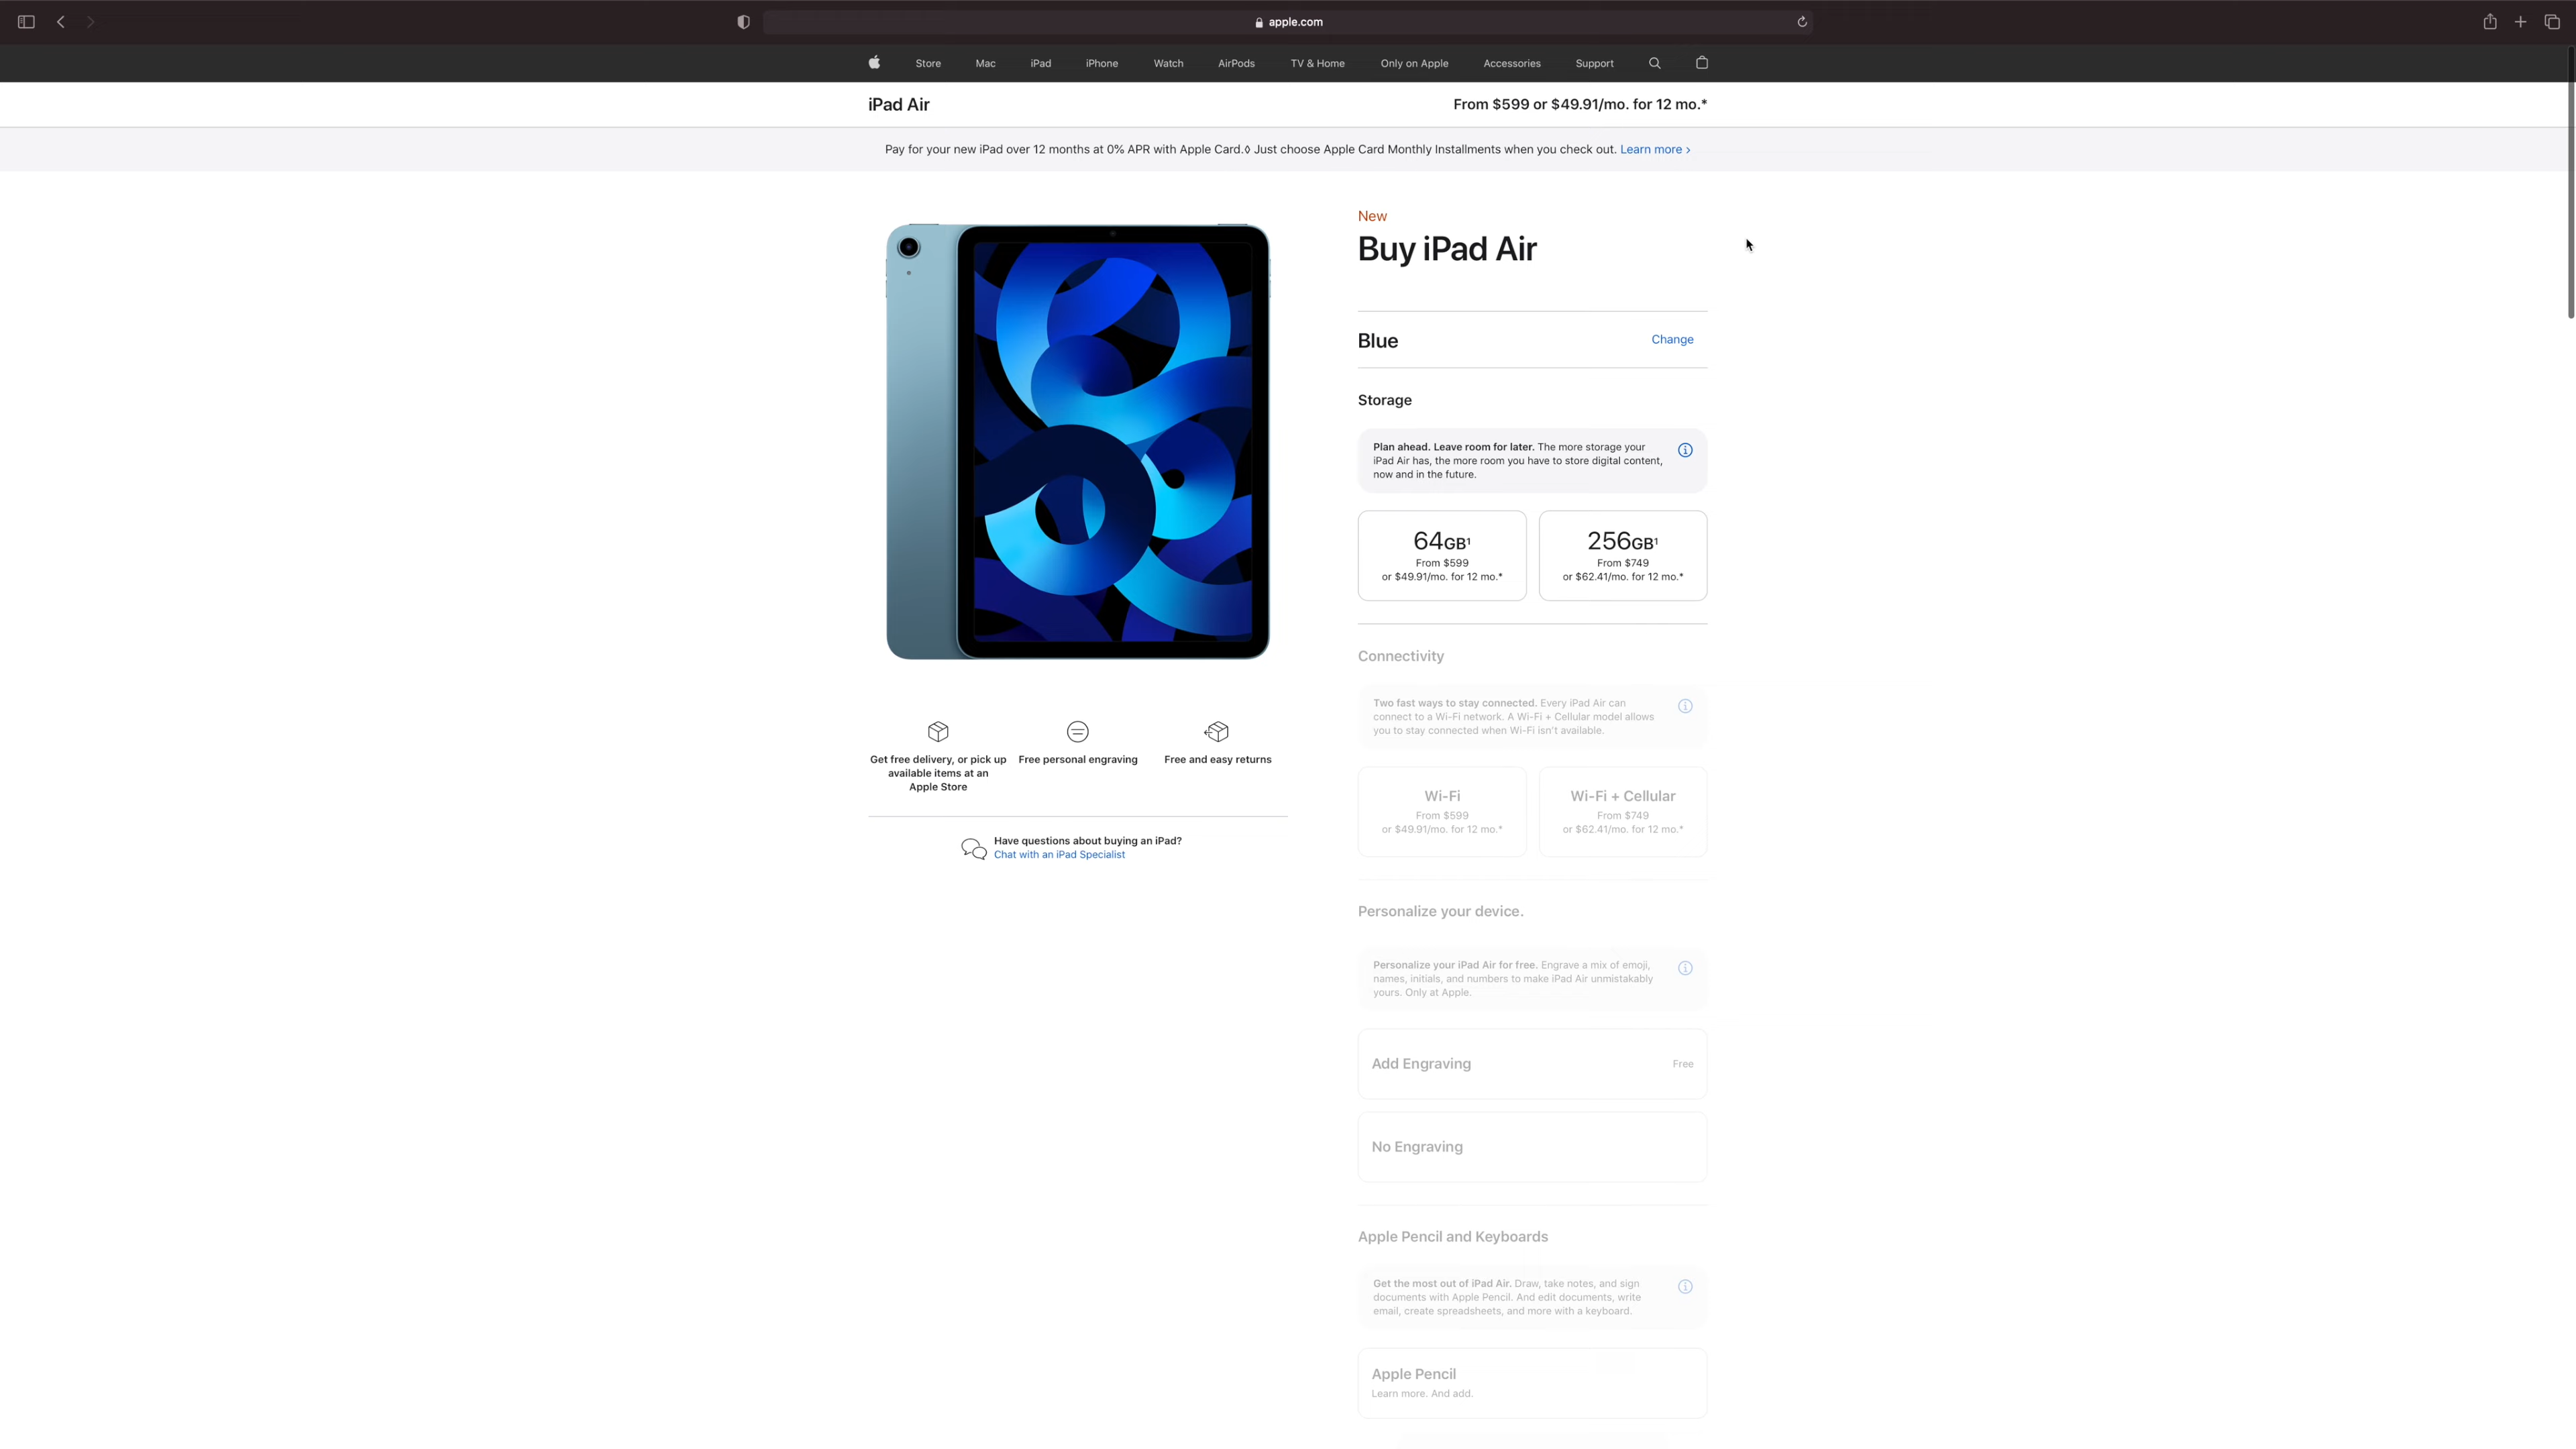 apple.com
Store Mac iPad iPhone Watch AirPods TV & Home Only on Apple Accessories Support
iPad Air
From $599 or $49.91/mo. for 12 mo.*
Pay for your new iPad over 12 months at 0% APR with Apple Card.◊ Just choose Apple Card Monthly Installments when you check out. Learn more >
New
Buy iPad Air
Blue
Change
Storage
Plan ahead. Leave room for later. The more storage your
iPad Air has, the more room you have to store digital content,
now and in the future.
64GB¹
From $599
or $49.91/mo. for 12 mo.*
256GB¹
From $749
or $62.41/mo. for 12 mo.*
Connectivity
Two fast ways to stay connected. Every iPad Air can
connect to a Wi-Fi network. A Wi-Fi + Cellular model allows
you to stay connected when Wi-Fi isn't available.
Wi-Fi
From $599
or $49.91/mo. for 12 mo.*
Wi-Fi + Cellular
From $749
or $62.41/mo. for 12 mo.*
Get free delivery, or pick up
available items at an
Apple Store
Free personal engraving
Free and easy returns
Have questions about buying an iPad?
Chat with an iPad Specialist
Personalize your device.
Personalize your iPad Air for free. Engrave a mix of emoji,
names, initials, and numbers to make iPad Air unmistakably
yours. Only at Apple.
Add Engraving
Free
No Engraving
Apple Pencil and Keyboards
Get the most out of iPad Air. Draw, take notes, and sign
documents with Apple Pencil. And edit documents, write
email, create spreadsheets, and more with a keyboard.
Apple Pencil
Learn more. And add.